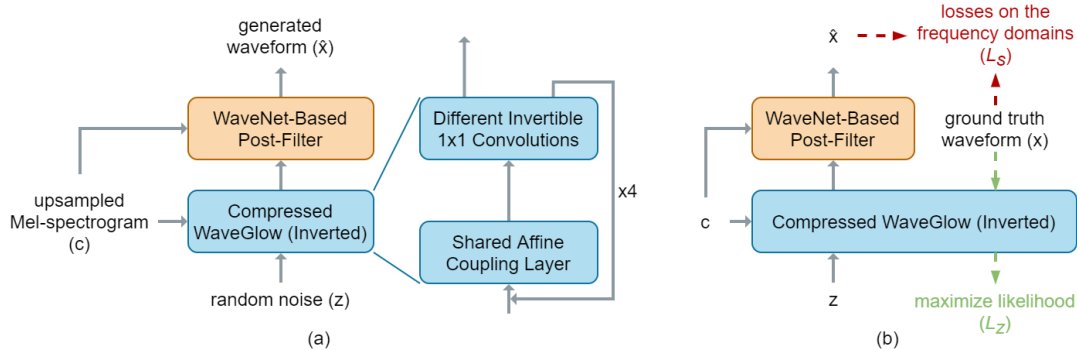 generated
waveform (x̂)
WaveNet-Based
Post-Filter
upsampled
Mel-spectrogram
(c)
Compressed
WaveGlow (Inverted)
random noise (z)
Different Invertible
1x1 Convolutions
x4
Shared Affine
Coupling Layer
(a)
x̂
losses on the
frequency domains
(Ls)
WaveNet-Based
Post-Filter
ground truth
waveform (x)
c
Compressed WaveGlow (Inverted)
z
maximize likelihood
(Lz)
(b)